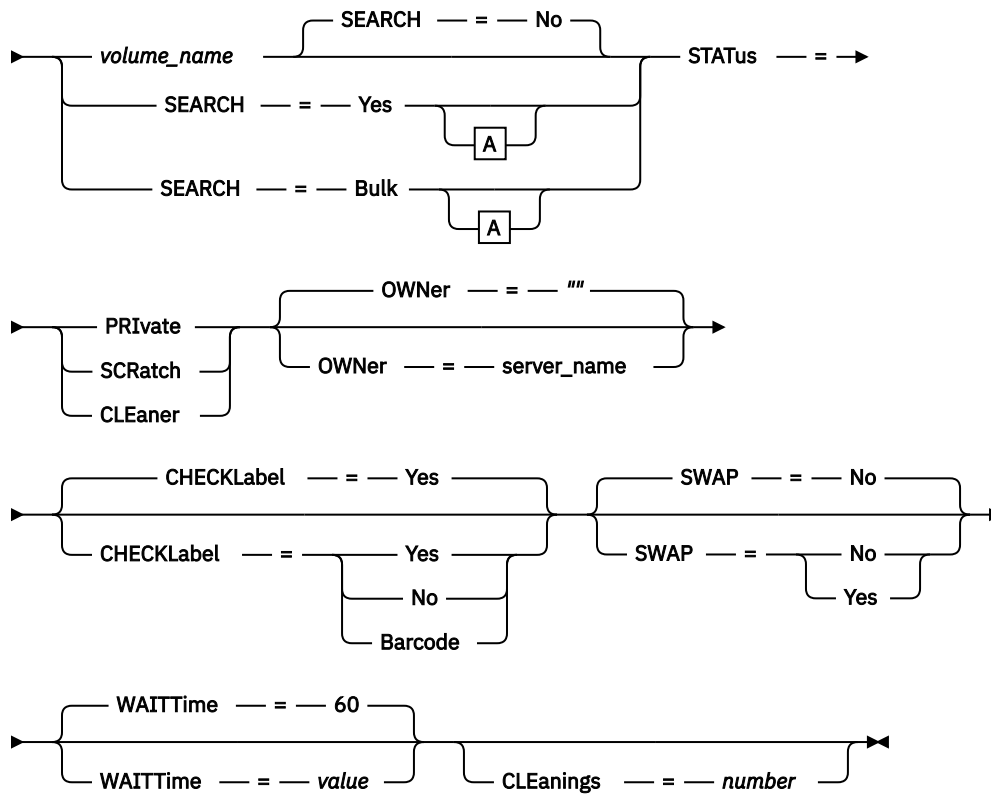 SEARCH = No
volume_name STATus =
SEARCH = Yes
A
SEARCH = Bulk
A
OWNer = ""
PRIvate
SCRatch OWNer = server_name
CLEaner
CHECKLabel = Yes SWAP = No
CHECKLabel = Yes SWAP = No
No Yes
Barcode
WAITTime = 60
WAITTime = value CLEanings = number